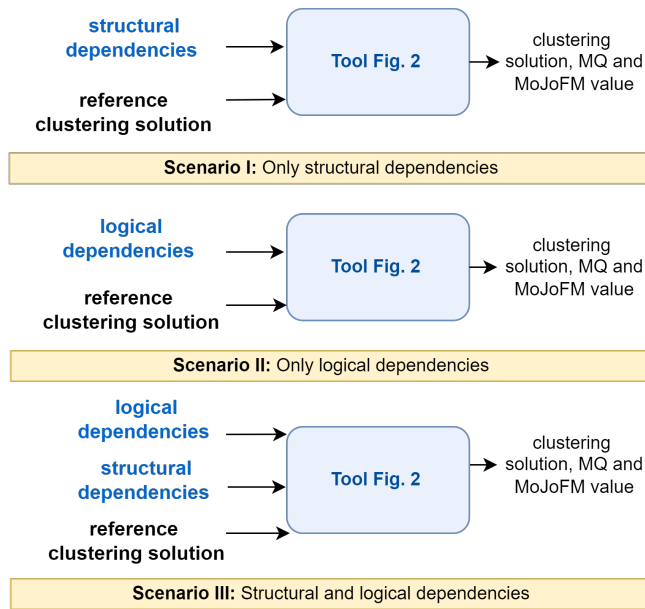 structural
dependencies
reference
clustering solution
Tool Fig. 2
clustering
solution, MQ and
MoJoFM value
Scenario I: Only structural dependencies
logical
dependencies
reference
clustering solution
Tool Fig. 2
clustering
solution, MQ and
MoJoFM value
Scenario II: Only logical dependencies
logical
dependencies
structural
dependencies
reference
clustering solution
Tool Fig. 2
clustering
solution, MQ and
MoJoFM value
Scenario III: Structural and logical dependencies